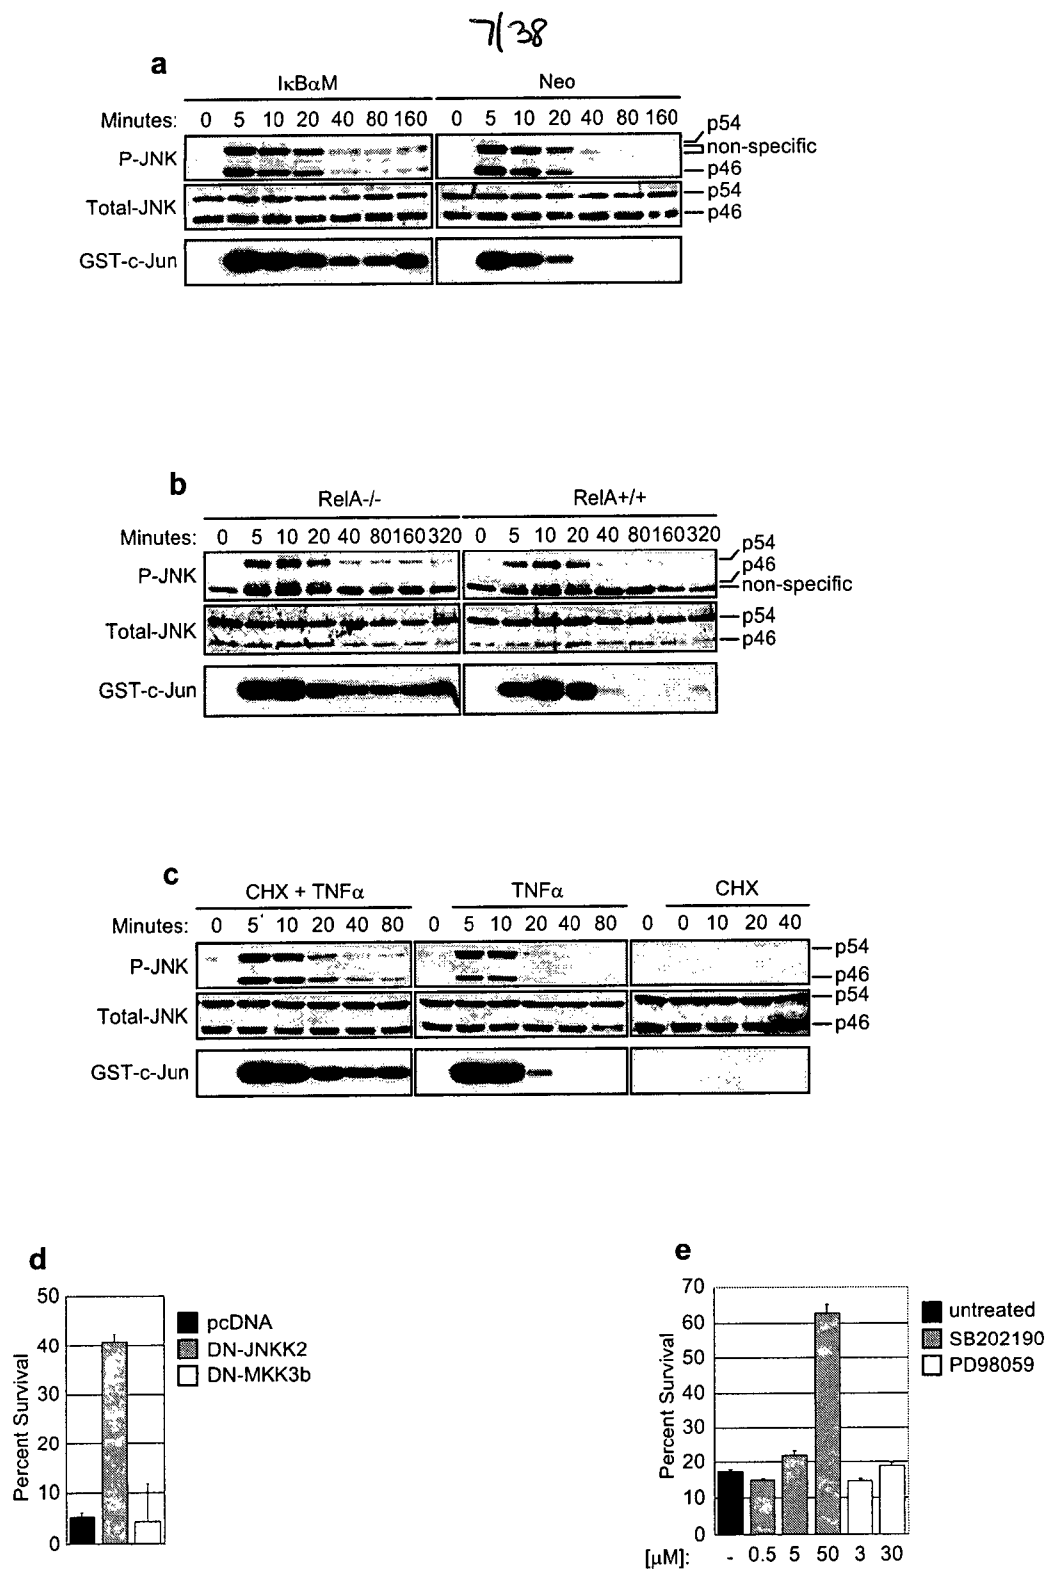 7/38
a
IκBαM Neo
Minutes: 0 5 10 20 40 80 160 0 5 10 20 40 80 160
P-JNK
p54
non-specific
p46
Total-JNK
p54
p46
GST-c-Jun
b
RelA-/- RelA+/+
Minutes: 0 5 10 20 40 80 160 320 0 5 10 20 40 80 160 320
P-JNK
p54
p46
non-specific
Total-JNK
p54
p46
GST-c-Jun
c
CHX + TNFα TNFα CHX
Minutes: 0 5 10 20 40 80 0 5 10 20 40 80 0 0 10 20 40
P-JNK
p54
p46
Total-JNK
p54
p46
GST-c-Jun
d
Percent Survival
50
40
30
20
10
0
pcDNA
DN-JNKK2
DN-MKK3b
e
Percent Survival
70
60
50
40
30
20
10
0
[µM]: - 0.5 5 50 3 30
untreated
SB202190
PD98059